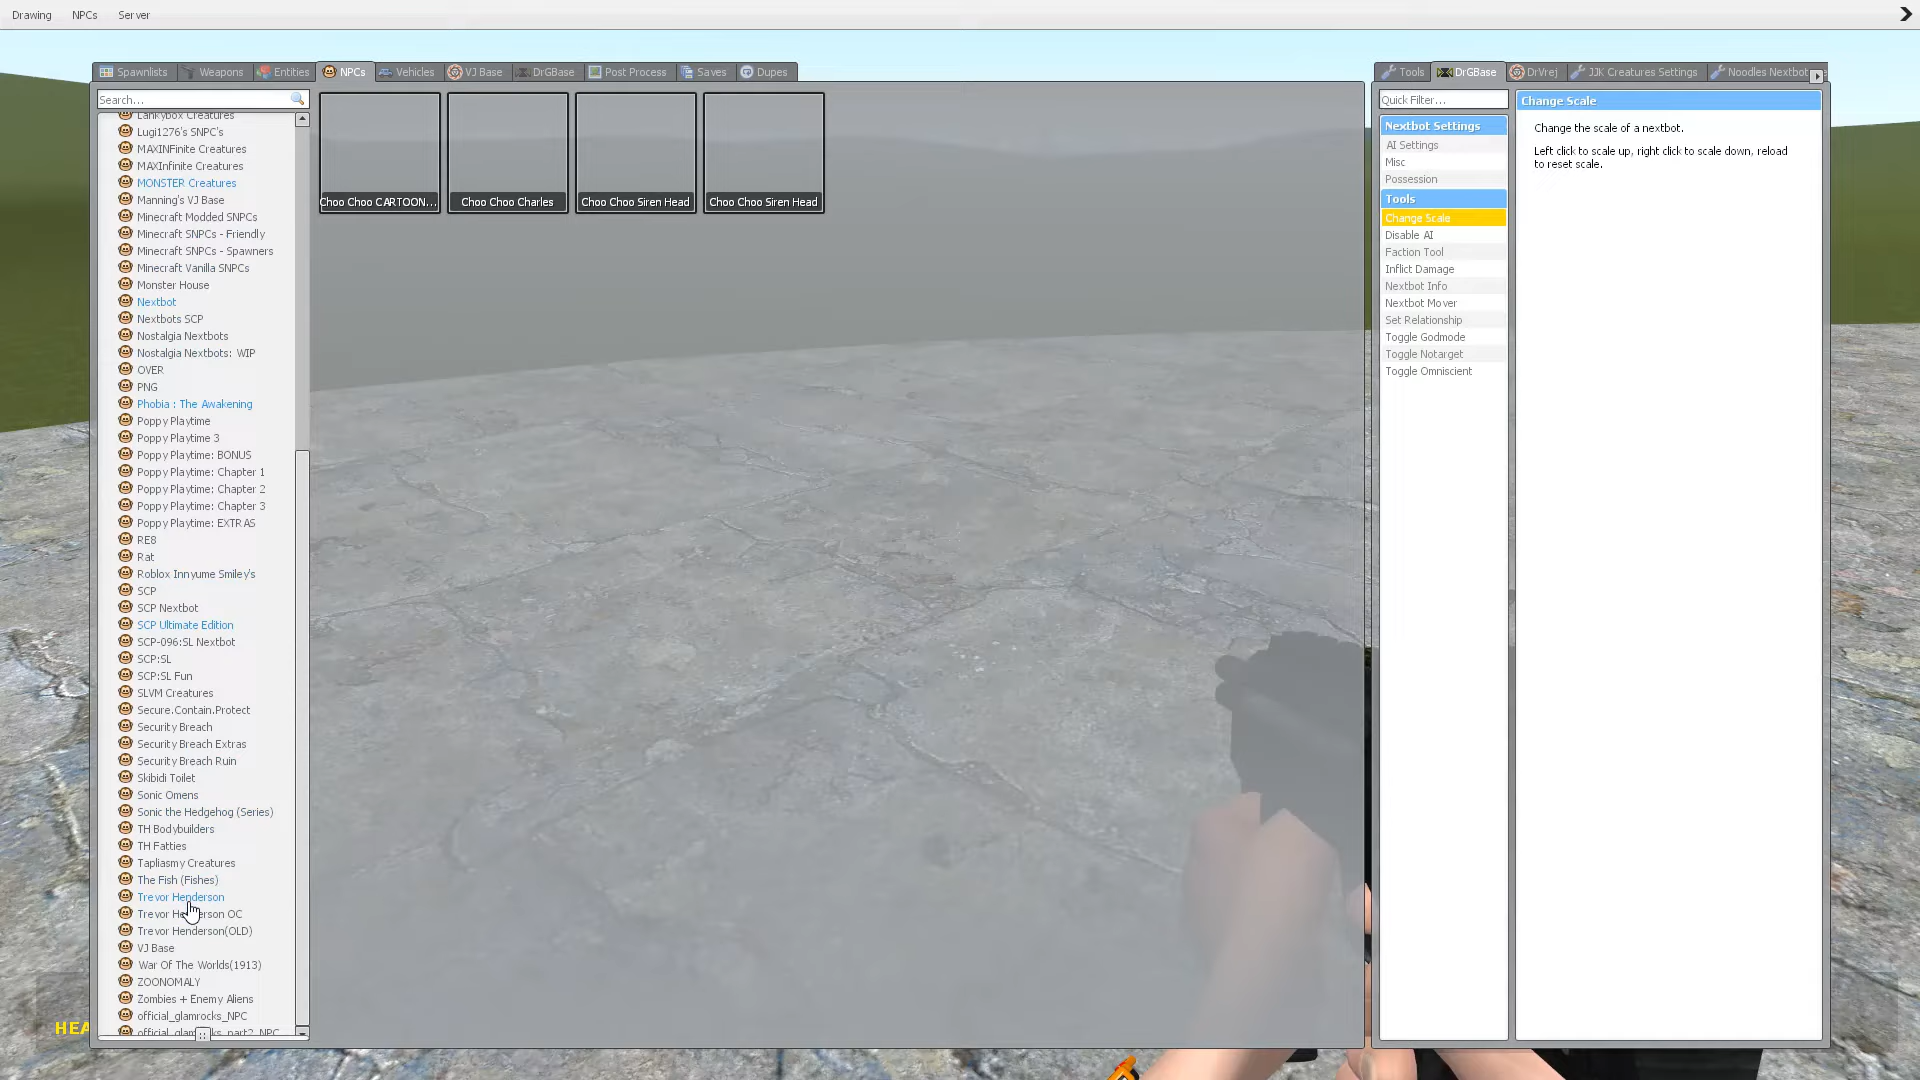 Drawing NPCs Server
Spawnlists Weapons Entities NPCs Vehicles VJ Base DrGBase Post Process Saves Dupes
Tools DrGBase DrVrej JJK Creatures Settings Noodles Nextbot
Search...
Lankybox Creatures
Lugi1276's SNPC's
MAXINFinite Creatures
MAXInfinite Creatures
MONSTER Creatures
Manning's VJ Base
Minecraft Modded SNPCs
Minecraft SNPCs - Friendly
Minecraft SNPCs - Spawners
Minecraft Vanilla SNPCs
Monster House
Nextbot
Nextbots SCP
Nostalgia Nextbots
Nostalgia Nextbots: WIP
OVER
PNG
Phobia : The Awakening
Poppy Playtime
Poppy Playtime 3
Poppy Playtime: BONUS
Poppy Playtime: Chapter 1
Poppy Playtime: Chapter 2
Poppy Playtime: Chapter 3
Poppy Playtime: EXTRAS
RE8
Rat
Roblox Innyume Smiley's
SCP
SCP Nextbot
SCP Ultimate Edition
SCP-096:SL Nextbot
SCP:SL
SCP:SL Fun
SLVM Creatures
Secure.Contain.Protect
Security Breach
Security Breach Extras
Security Breach Ruin
Skibidi Toilet
Sonic Omens
Sonic the Hedgehog (Series)
TH Bodybuilders
TH Fatties
Tapliasmy Creatures
The Fish (Fishes)
Trevor Henderson
Trevor Henderson OC
Trevor Henderson(OLD)
VJ Base
War Of The Worlds(1913)
ZOONOMALY
Zombies + Enemy Aliens
official_glamrocks_NPC
official_glamrocks_part2_NPC
Choo Choo CARTOON... Choo Choo Charles Choo Choo Siren Head Choo Choo Siren Head
Quick Filter...
Nextbot Settings
AI Settings
Misc
Possession
Tools
Change Scale
Disable AI
Faction Tool
Inflict Damage
Nextbot Info
Nextbot Mover
Set Relationship
Toggle Godmode
Toggle Notarget
Toggle Omniscient
Change Scale
Change the scale of a nextbot.
Left click to scale up, right click to scale down, reload
to reset scale.
HEA